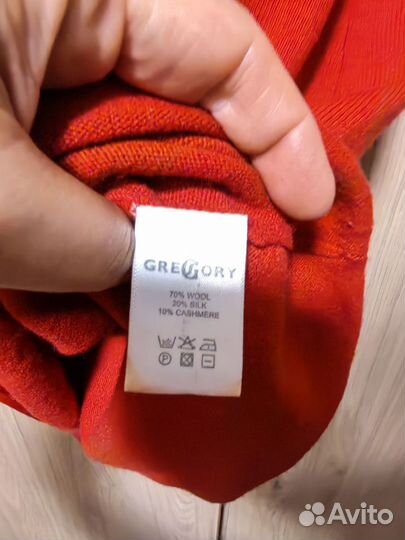 GREGORY
70% WOOL
20% SILK
10% CASHMERE
P
Avito